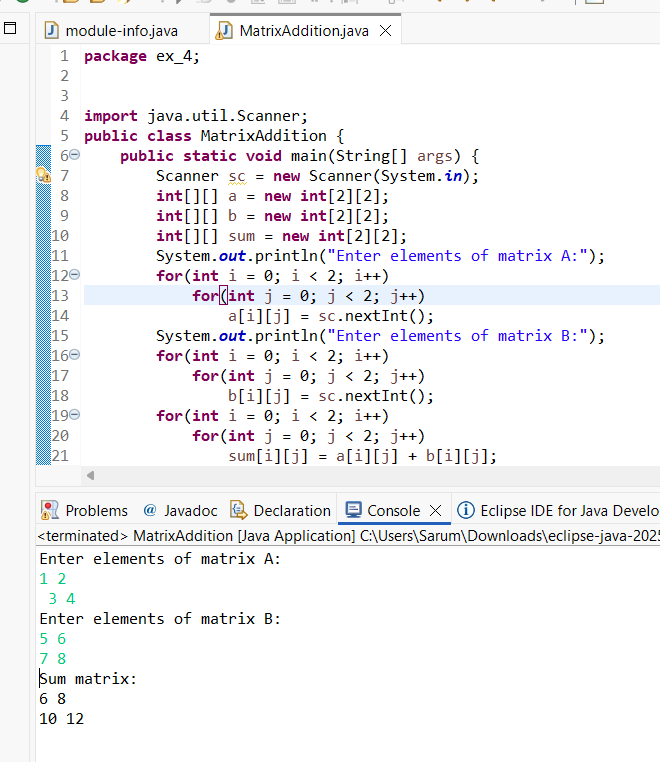 module-info.java MatrixAddition.java
1 package ex_4;
2
3
4 import java.util.Scanner;
5 public class MatrixAddition {
6     public static void main(String[] args) {
7         Scanner sc = new Scanner(System.in);
8         int[][] a = new int[2][2];
9         int[][] b = new int[2][2];
10         int[][] sum = new int[2][2];
11         System.out.println("Enter elements of matrix A:");
12         for(int i = 0; i < 2; i++)
13             for(int j = 0; j < 2; j++)
14                 a[i][j] = sc.nextInt();
15         System.out.println("Enter elements of matrix B:");
16         for(int i = 0; i < 2; i++)
17             for(int j = 0; j < 2; j++)
18                 b[i][j] = sc.nextInt();
19         for(int i = 0; i < 2; i++)
20             for(int j = 0; j < 2; j++)
21                 sum[i][j] = a[i][j] + b[i][j];
Problems @ Javadoc Declaration Console Eclipse IDE for Java Develo
<terminated> MatrixAddition [Java Application] C:\Users\Sarum\Downloads\eclipse-java-2025
Enter elements of matrix A:
1 2
 3 4
Enter elements of matrix B:
5 6
7 8
Sum matrix:
6 8
10 12